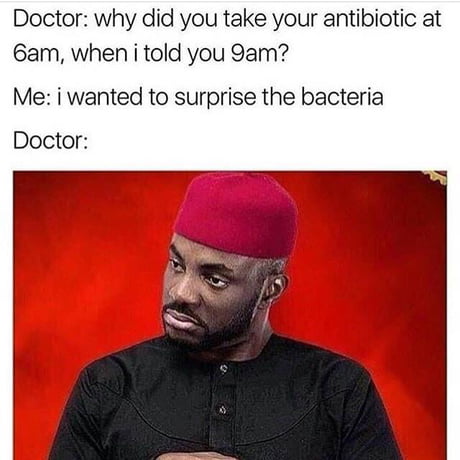 Doctor: why did you take your antibiotic at
6am, when i told you 9am?
Me: i wanted to surprise the bacteria
Doctor: